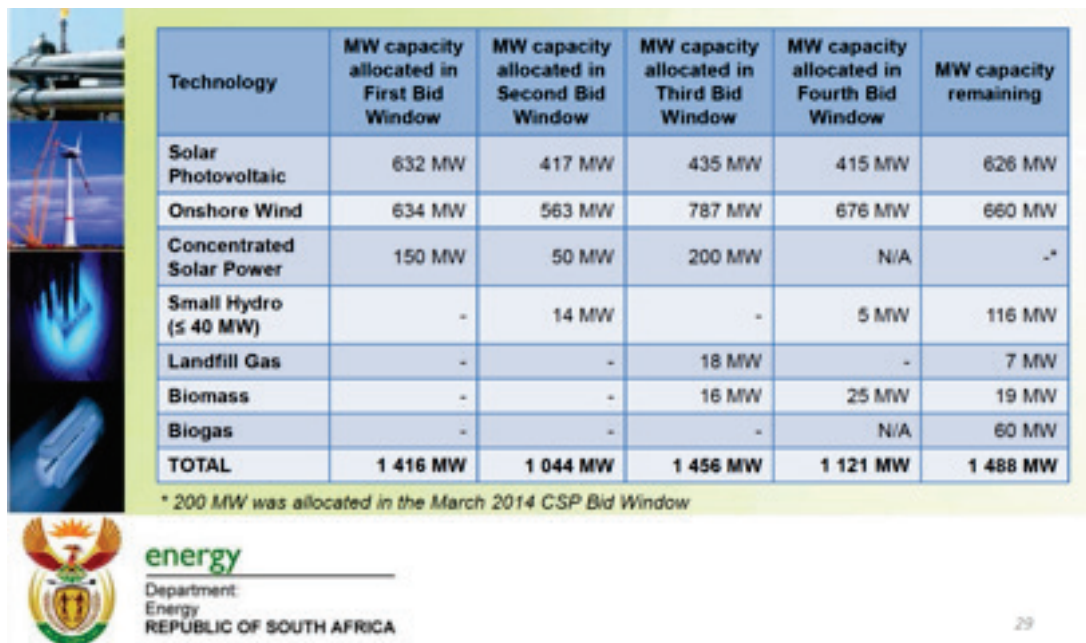 Technology
MW capacity
allocated in
First Bid
Window
MW capacity
allocated in
Second Bid
Window
MW capacity
allocated in
Third Bid
Window
MW capacity
allocated in
Fourth Bid
Window
MW capacity
remaining
Solar
Photovoltaic
632 MW
417 MW
435 MW
415 MW
626 MW
Onshore Wind
634 MW
563 MW
787 MW
676 MW
660 MW
Concentrated
Solar Power
150 MW
50 MW
200 MW
N/A
-*
Small Hydro
(≤ 40 MW)
-
14 MW
-
5 MW
116 MW
Landfill Gas
-
-
18 MW
-
7 MW
Biomass
-
-
16 MW
25 MW
19 MW
Biogas
-
-
-
N/A
60 MW
TOTAL
1 416 MW
1 044 MW
1 456 MW
1 121 MW
1 488 MW
* 200 MW was allocated in the March 2014 CSP Bid Window
energy
Department:
Energy
REPUBLIC OF SOUTH AFRICA
29